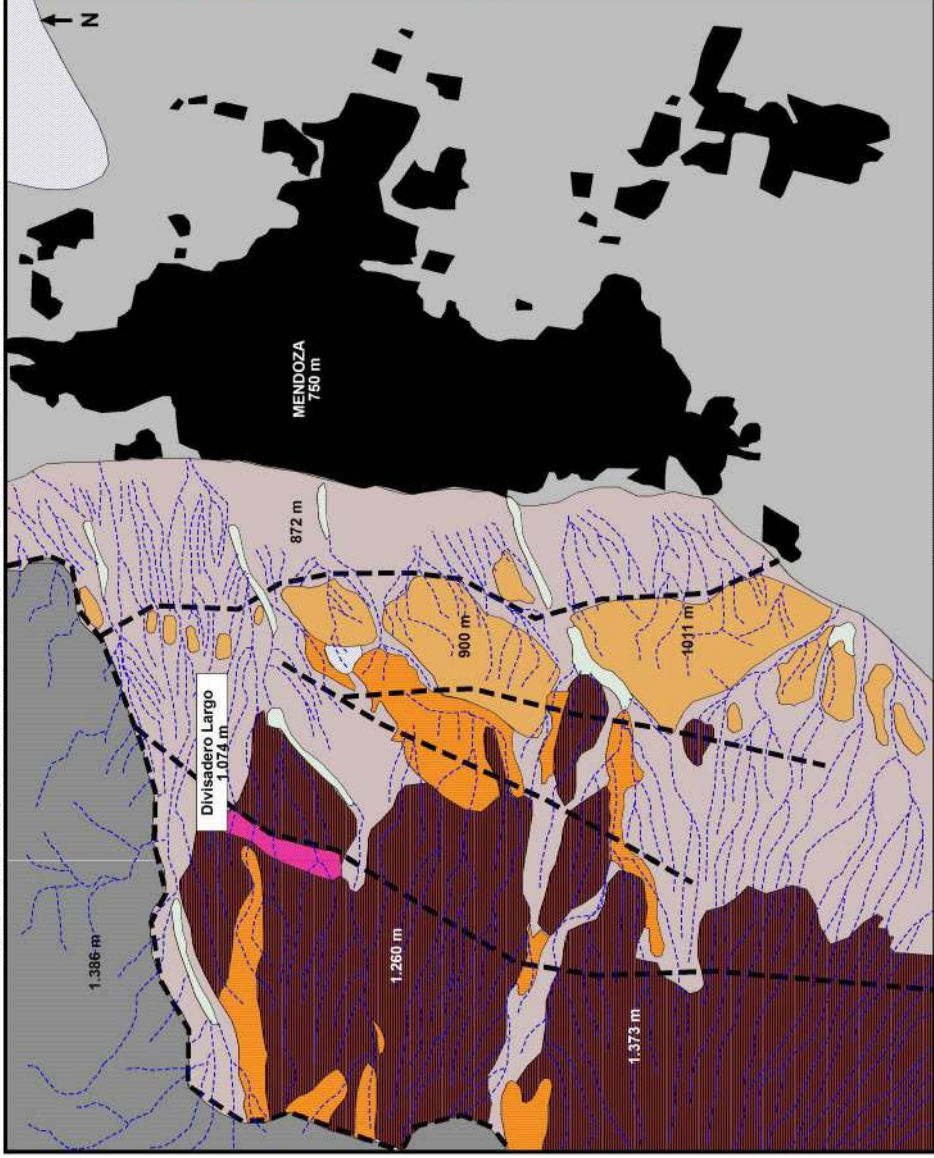 N
MENDOZA
750 m
872 m
Divisadero Largo
1.074 m
900 m
1011 m
1.386 m
1.260 m
1.373 m